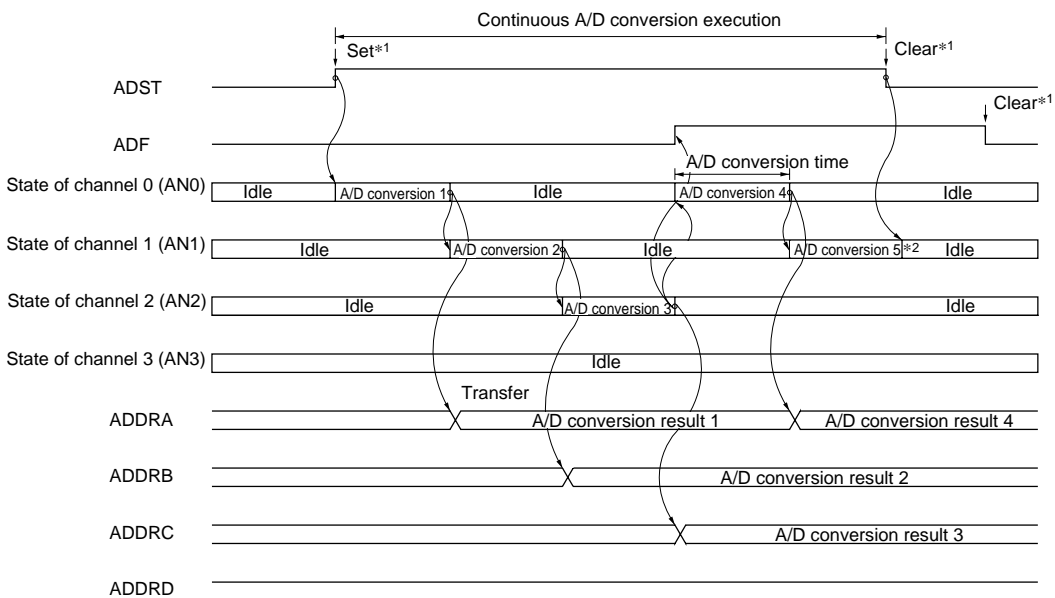 Continuous A/D conversion execution
Set*1
Clear*1
ADST
Clear*1
ADF
A/D conversion time
State of channel 0 (AN0)
Idle
A/D conversion 1
Idle
A/D conversion 4
Idle
State of channel 1 (AN1)
Idle
A/D conversion 2
Idle
A/D conversion 5
*2
Idle
State of channel 2 (AN2)
Idle
A/D conversion 3
Idle
State of channel 3 (AN3)
Idle
Transfer
ADDRA
A/D conversion result 1
A/D conversion result 4
ADDRB
A/D conversion result 2
ADDRC
A/D conversion result 3
ADDRD